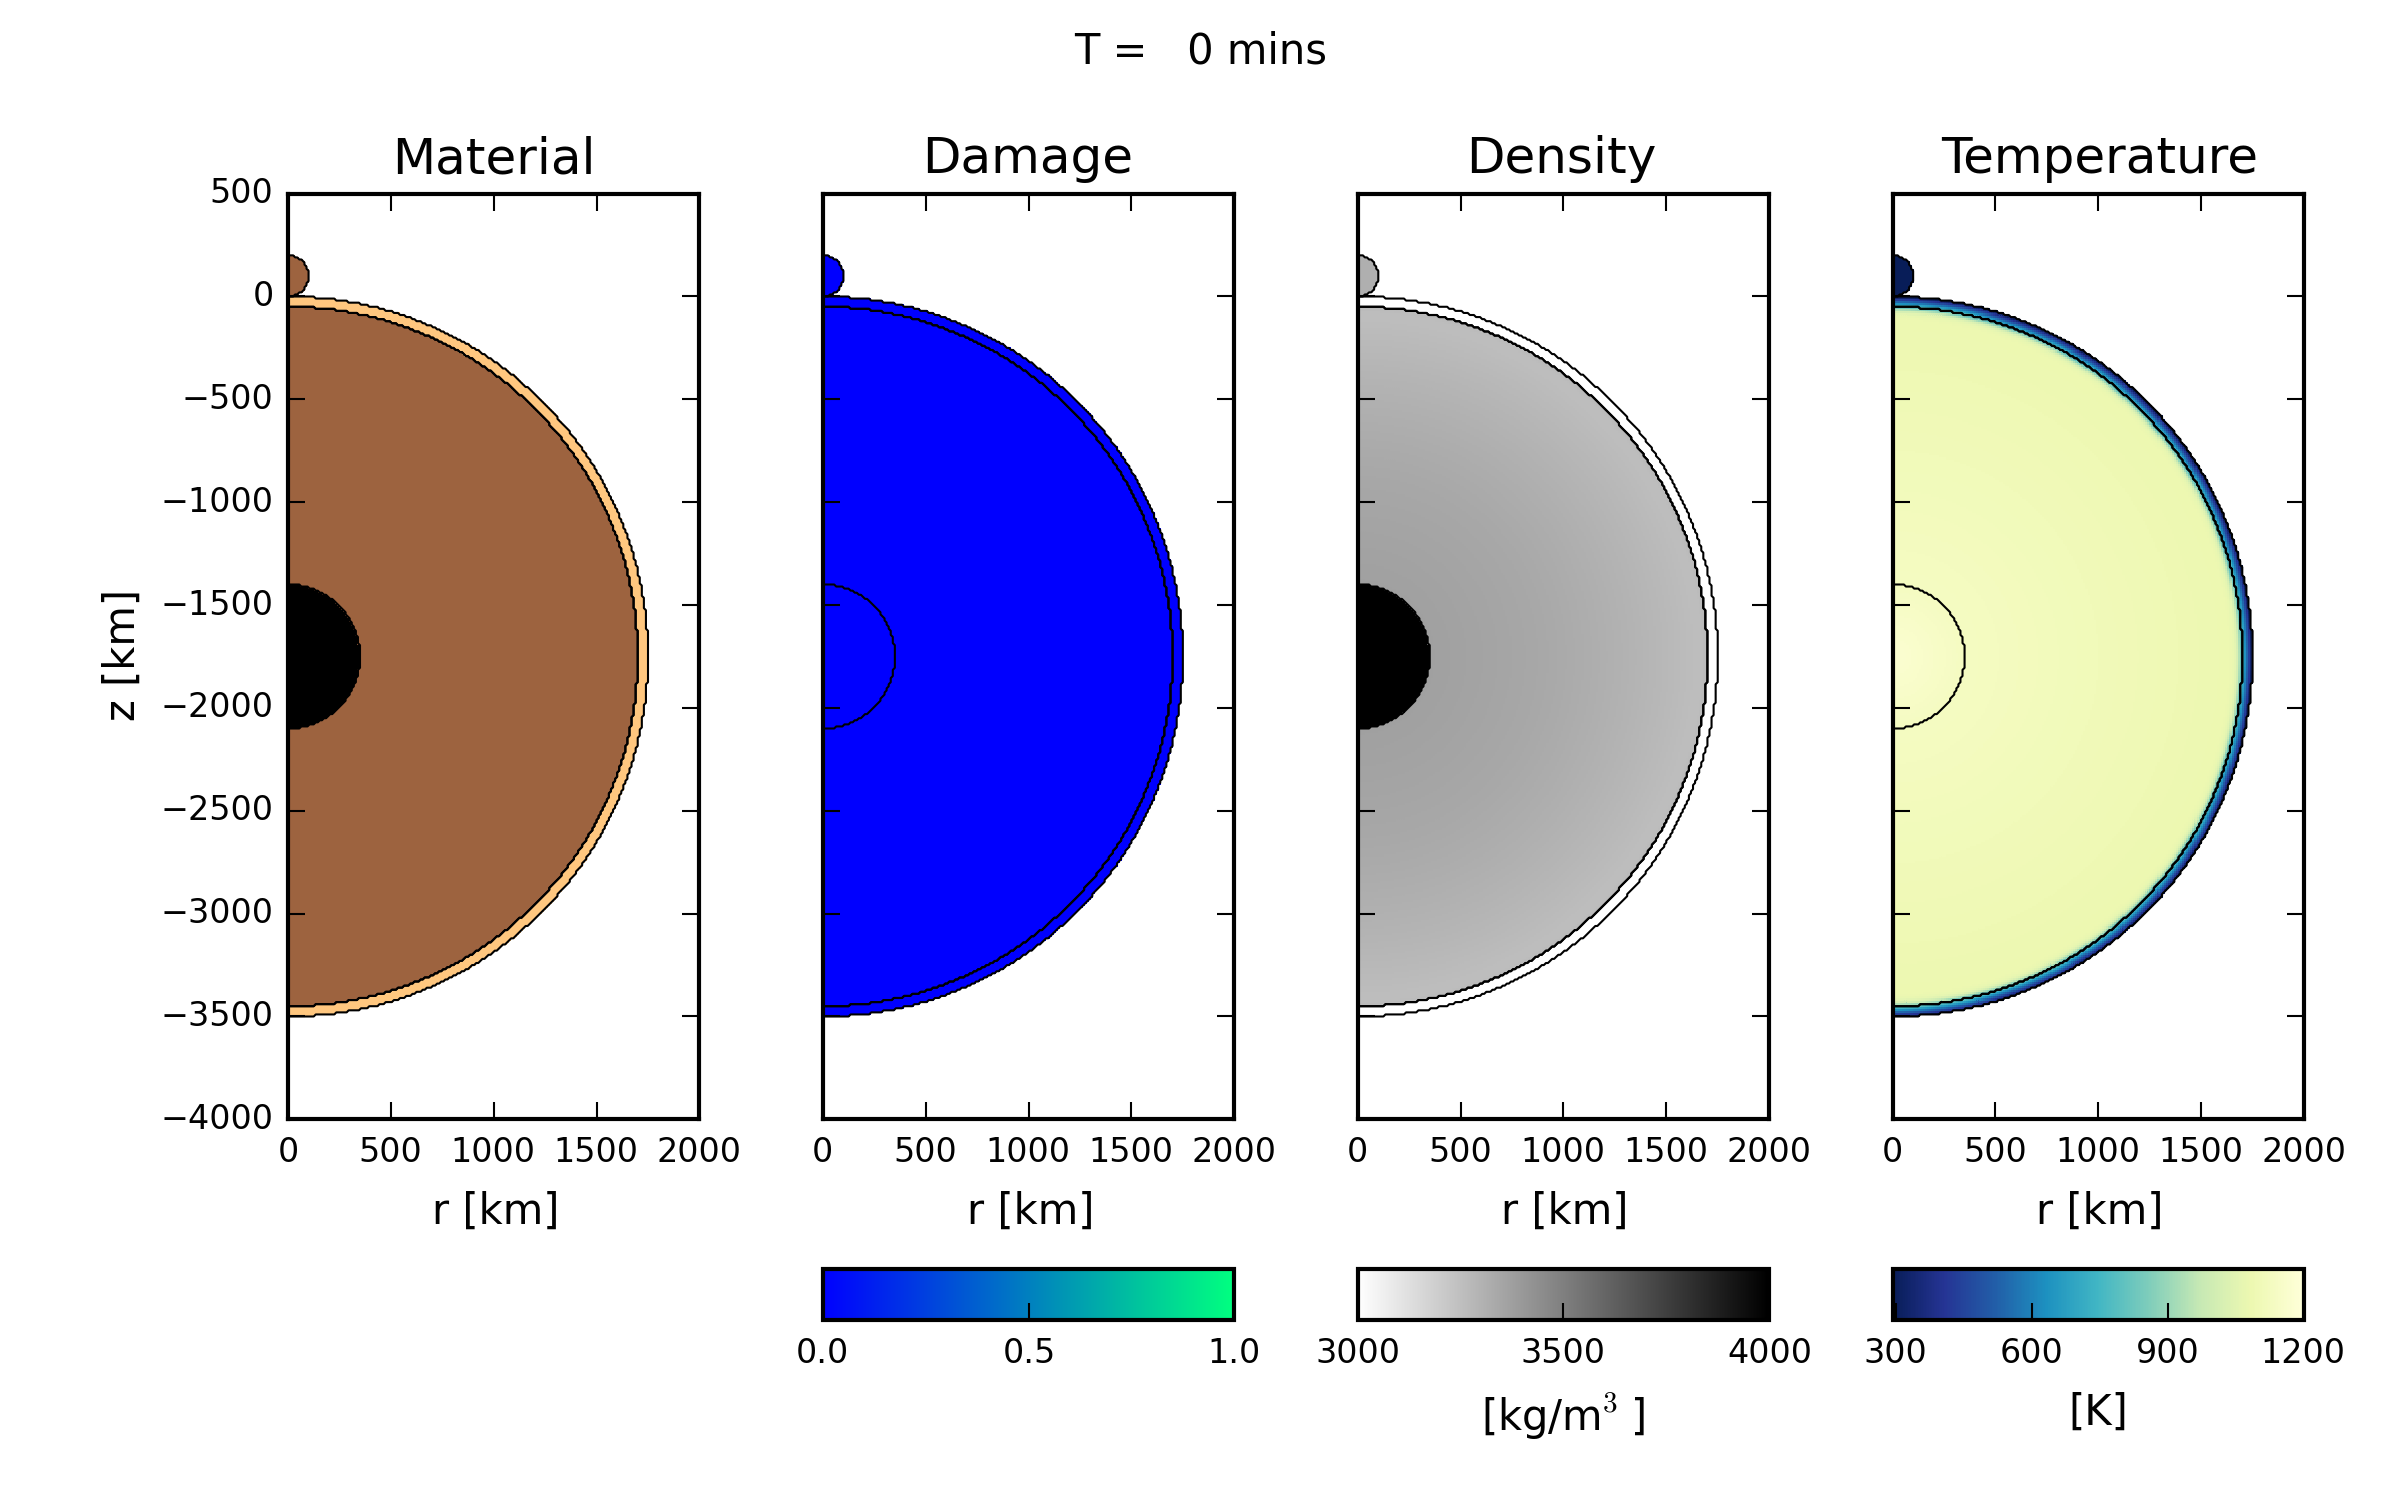 T =   0 mins
Material Damage Density Temperature
500
0
−500
−1000
−1500
−2000
−2500
−3000
−3500
−4000
z [km]
0 500 1000 1500 2000 0 500 1000 1500 2000 0 500 1000 1500 2000 0 500 1000 1500 2000
r [km] r [km] r [km] r [km]
0.0 0.5 1.0 3000 3500 4000 300 600 900 1200
[kg/m³ ] [K]